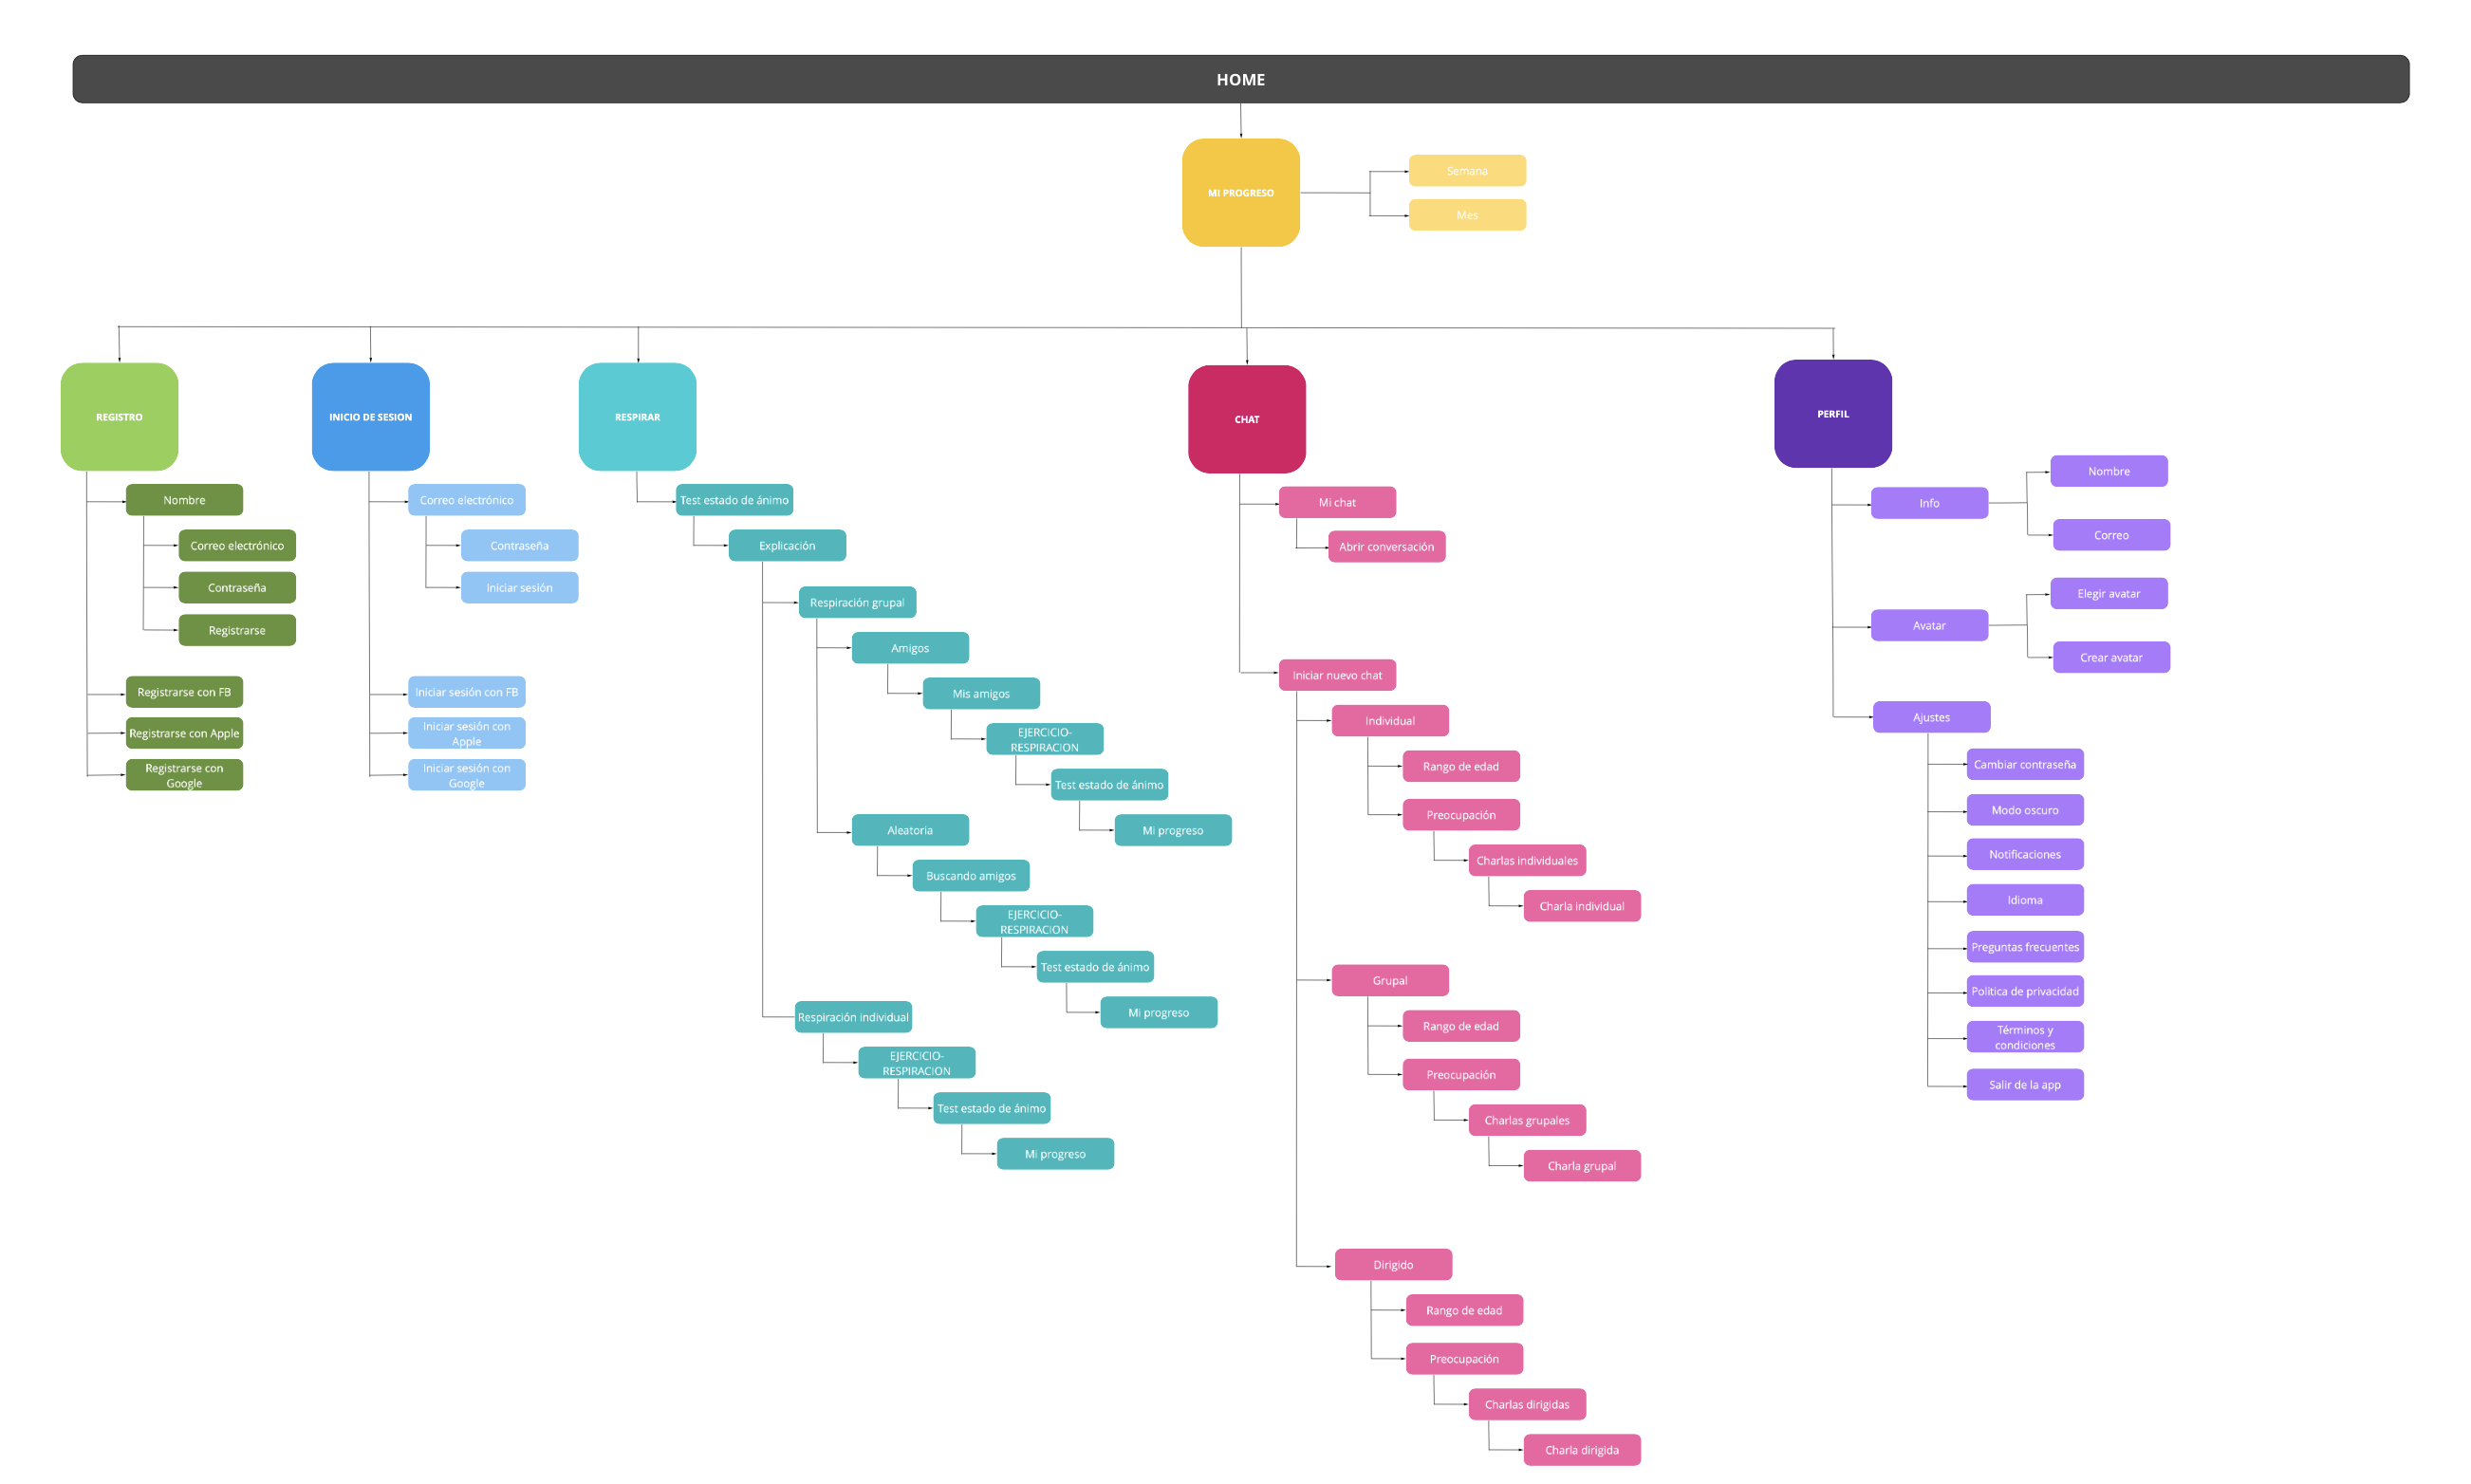 HOME
MI PROGRESO
Semana
Mes
REGISTRO
Nombre
Correo electrónico
Contraseña
Registrarse
Registrarse con FB
Registrarse con Apple
Registrarse con
Google
INICIO DE SESION
Correo electrónico
Contraseña
Iniciar sesión
Iniciar sesión con FB
Iniciar sesión con
Apple
Iniciar sesión con
Google
RESPIRAR
Test estado de ánimo
Explicación
Respiración grupal
Amigos
Mis amigos
EJERCICIO-
RESPIRACION
Test estado de ánimo
Mi progreso
Aleatoria
Buscando amigos
EJERCICIO-
RESPIRACION
Test estado de ánimo
Mi progreso
Respiración individual
EJERCICIO-
RESPIRACION
Test estado de ánimo
Mi progreso
CHAT
Mi chat
Abrir conversación
Iniciar nuevo chat
Individual
Rango de edad
Preocupación
Charlas individuales
Charla individual
Grupal
Rango de edad
Preocupación
Charlas grupales
Charla grupal
Dirigido
Rango de edad
Preocupación
Charlas dirigidas
Charla dirigida
PERFIL
Info
Nombre
Correo
Avatar
Elegir avatar
Crear avatar
Ajustes
Cambiar contraseña
Modo oscuro
Notificaciones
Idioma
Preguntas frecuentes
Politica de privacidad
Términos y
condiciones
Salir de la app